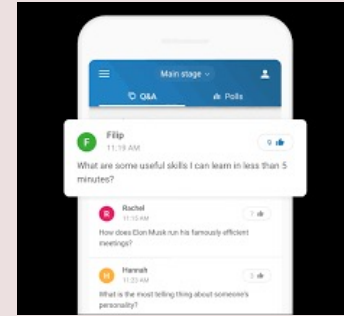 Main stage
Q&A
Polls
F
Filip
11:19 AM
9
What are some useful skills I can learn in less than 5
minutes?
R
Rachel
11:15 AM
7
How does Elon Musk run his famously efficient
meetings?
H
Hannah
11:23 AM
What is the most telling thing about someone's
personality?